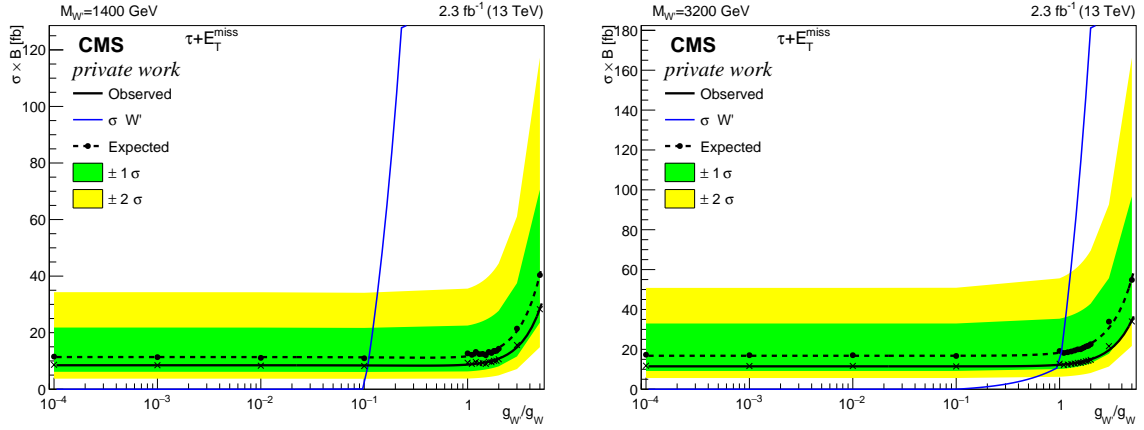 M_W'=1400 GeV
2.3 fb⁻¹ (13 TeV)
σ × B [fb]
CMS
τ+E_T^miss
private work
Observed
σ W'
Expected
± 1 σ
± 2 σ
120
100
80
60
40
20
0
10⁻⁴ 10⁻³ 10⁻² 10⁻¹ 1
g_W'/g_W
M_W'=3200 GeV
2.3 fb⁻¹ (13 TeV)
σ × B [fb]
CMS
τ+E_T^miss
private work
Observed
σ W'
Expected
± 1 σ
± 2 σ
180
160
140
120
100
80
60
40
20
0
10⁻⁴ 10⁻³ 10⁻² 10⁻¹ 1
g_W'/g_W